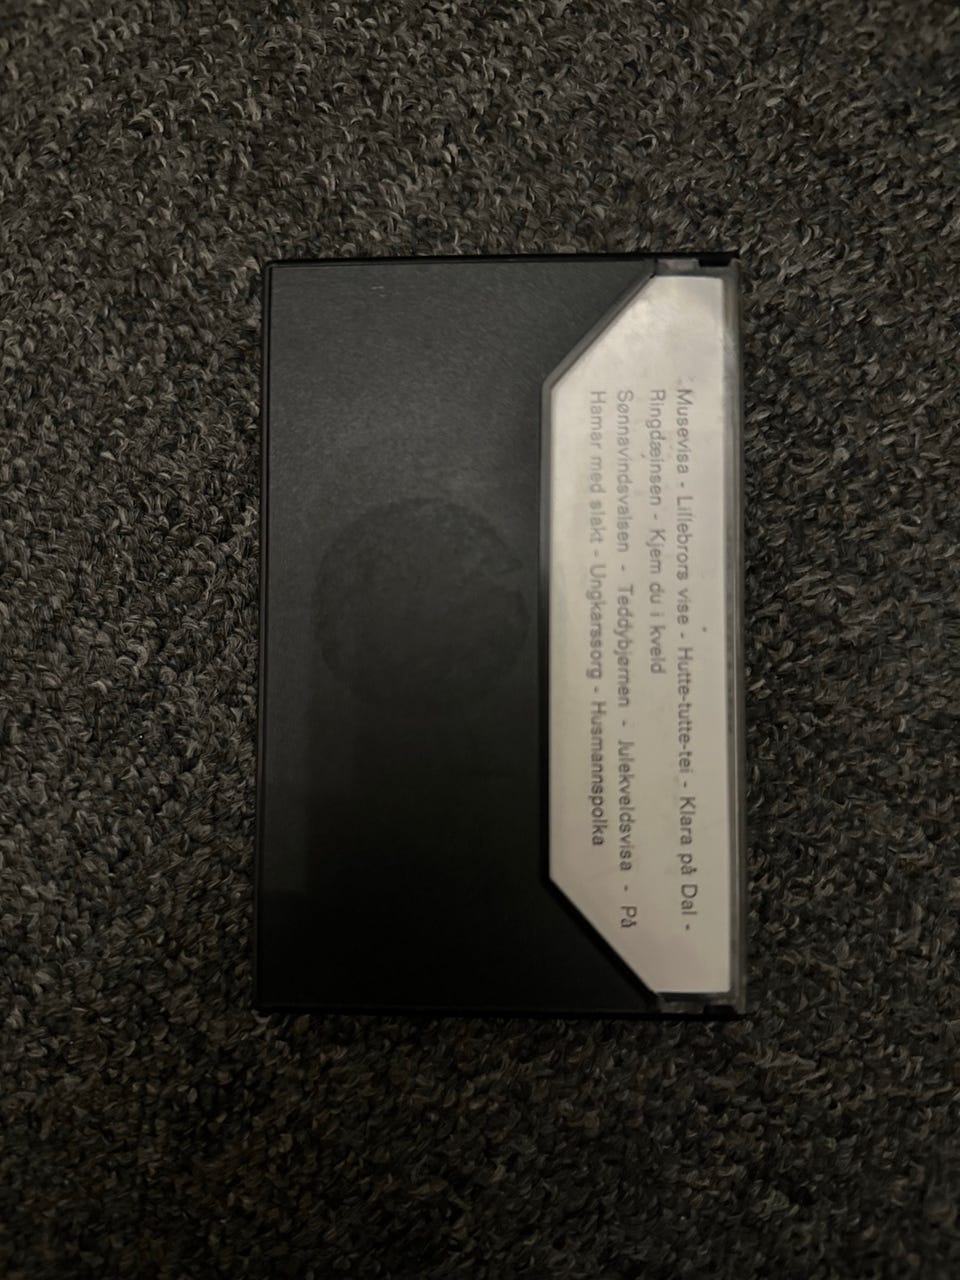 Musevisa - Lillebrors vise - Hutte-tutte-tei - Klara på Dal -
Ringdæinsen - Kjem du i kveld
Sønnavindsvalsen - Teddybjørnen - Julekveldsvisa - På
Hamar med slakt - Ungkarssorg - Husmannspolka